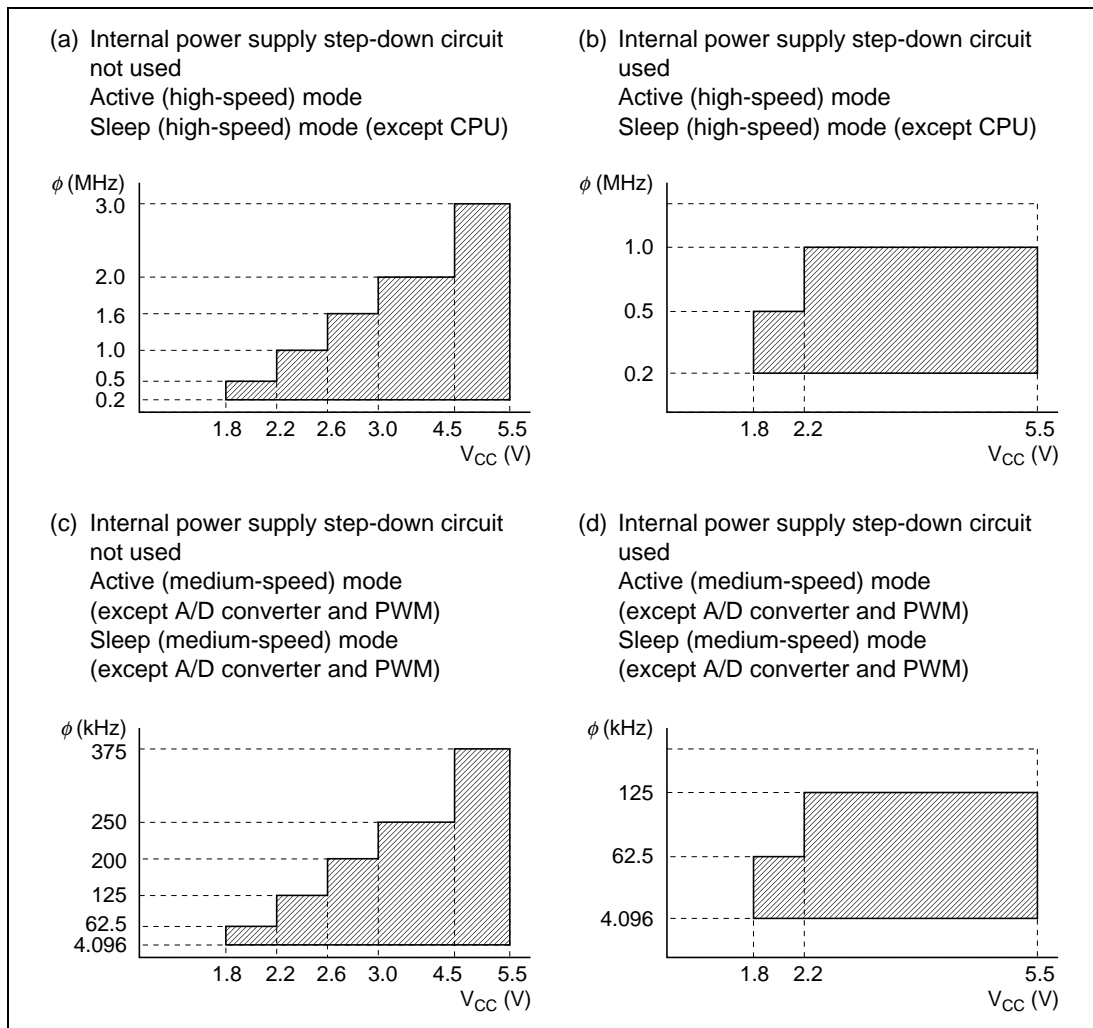 (a) Internal power supply step-down circuit
not used
Active (high-speed) mode
Sleep (high-speed) mode (except CPU)
ϕ (MHz)
3.0
2.0
1.6
1.0
0.5
0.2
1.8 2.2 2.6 3.0 4.5 5.5
VCC (V)
(b) Internal power supply step-down circuit
used
Active (high-speed) mode
Sleep (high-speed) mode (except CPU)
ϕ (MHz)
1.0
0.5
0.2
1.8 2.2 5.5
VCC (V)
(c) Internal power supply step-down circuit
not used
Active (medium-speed) mode
(except A/D converter and PWM)
Sleep (medium-speed) mode
(except A/D converter and PWM)
ϕ (kHz)
375
250
200
125
62.5
4.096
1.8 2.2 2.6 3.0 4.5 5.5
VCC (V)
(d) Internal power supply step-down circuit
used
Active (medium-speed) mode
(except A/D converter and PWM)
Sleep (medium-speed) mode
(except A/D converter and PWM)
ϕ (kHz)
125
62.5
4.096
1.8 2.2 5.5
VCC (V)